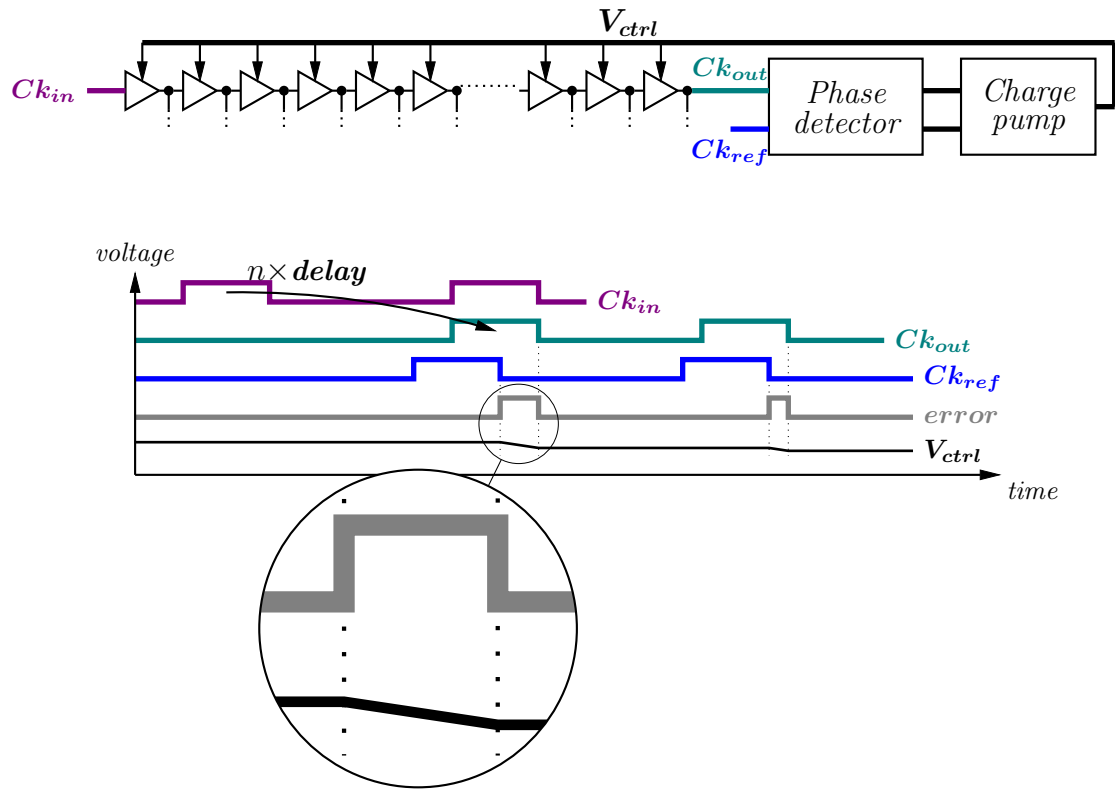 V_ctrl
Ck_in
Ck_out
Phase
detector
Charge
pump
Ck_ref
voltage
n× delay
Ck_in
Ck_out
Ck_ref
error
V_ctrl
time